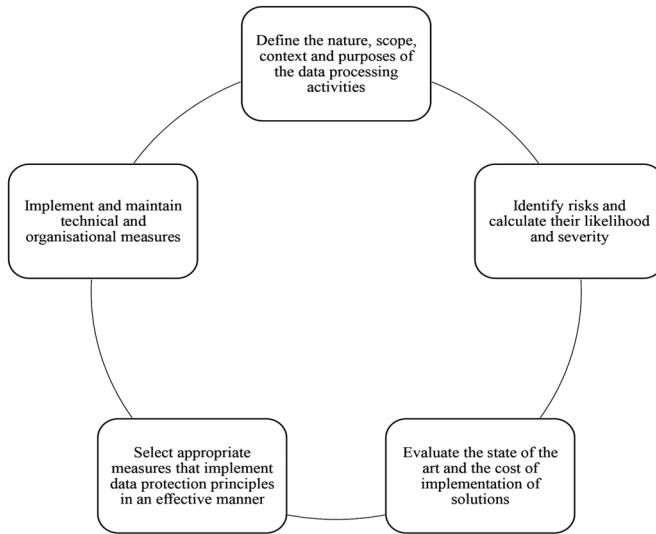 Define the nature, scope,
context and purposes of
the data processing
activities
Identify risks and
calculate their likelihood
and severity
Evaluate the state of the
art and the cost of
implementation of
solutions
Select appropriate
measures that implement
data protection principles
in an effective manner
Implement and maintain
technical and
organisational measures